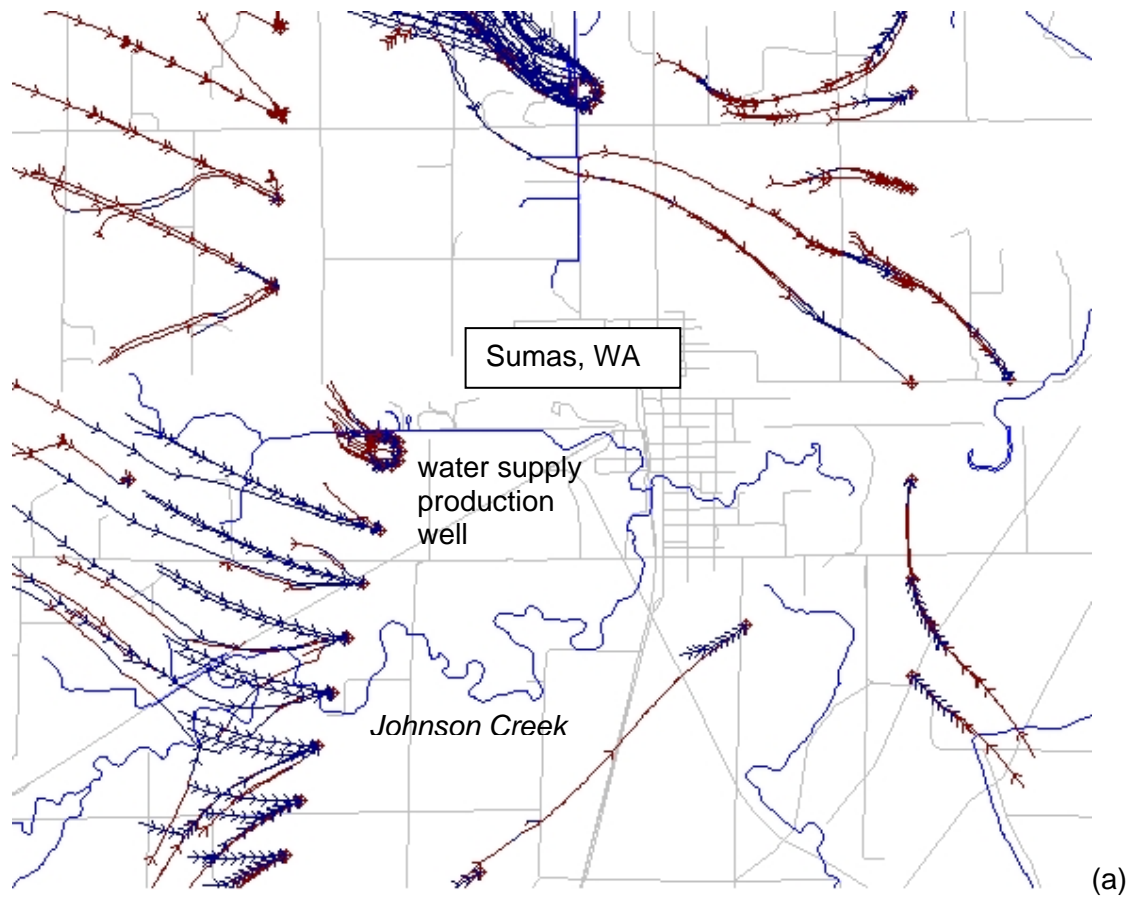 Sumas, WA
water supply
production
well
Johnson Creek
(a)